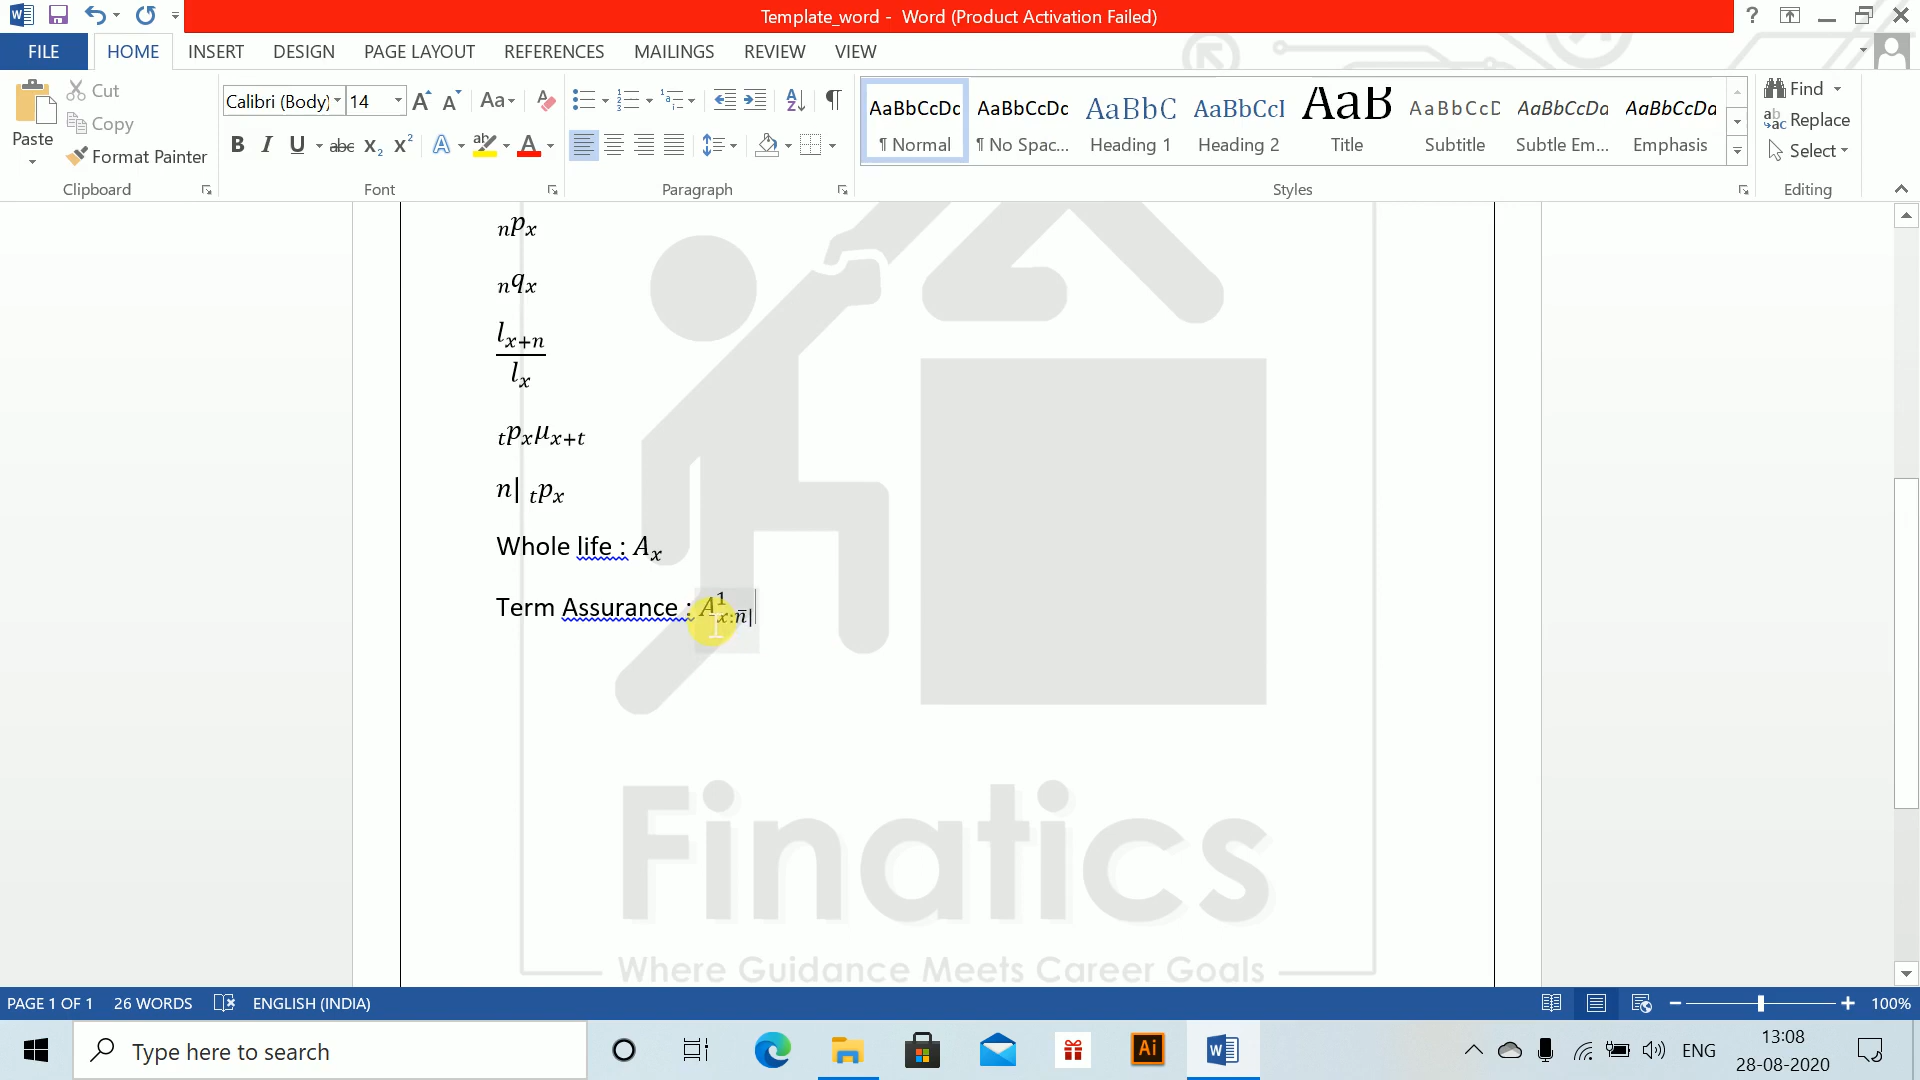 Template_word - Word (Product Activation Failed)
FILE HOME INSERT DESIGN PAGE LAYOUT REFERENCES MAILINGS REVIEW VIEW
Paste
Cut
Copy
Format Painter
Clipboard
Calibri (Body) 14
Font
Paragraph
AaBbCcDc AaBbCcDc AaBbC AaBbCcI AaB AaBbCcD AaBbCcDa AaBbCcDa
¶ Normal ¶ No Spac... Heading 1 Heading 2 Title Subtitle Subtle Em... Emphasis
Styles
Find
Replace
Select
Editing
ₙpₓ
ₙqₓ
l_{x+n}
lₓ
ₜpₓμ_{x+t}
n| ₜpₓ
Whole life : Aₓ
Term Assurance : A¹_{x:n̅|}
Finatics
Where Guidance Meets Career Goals
PAGE 1 OF 1 26 WORDS ENGLISH (INDIA) 100%
Type here to search
Ai
ENG
13:08
28-08-2020